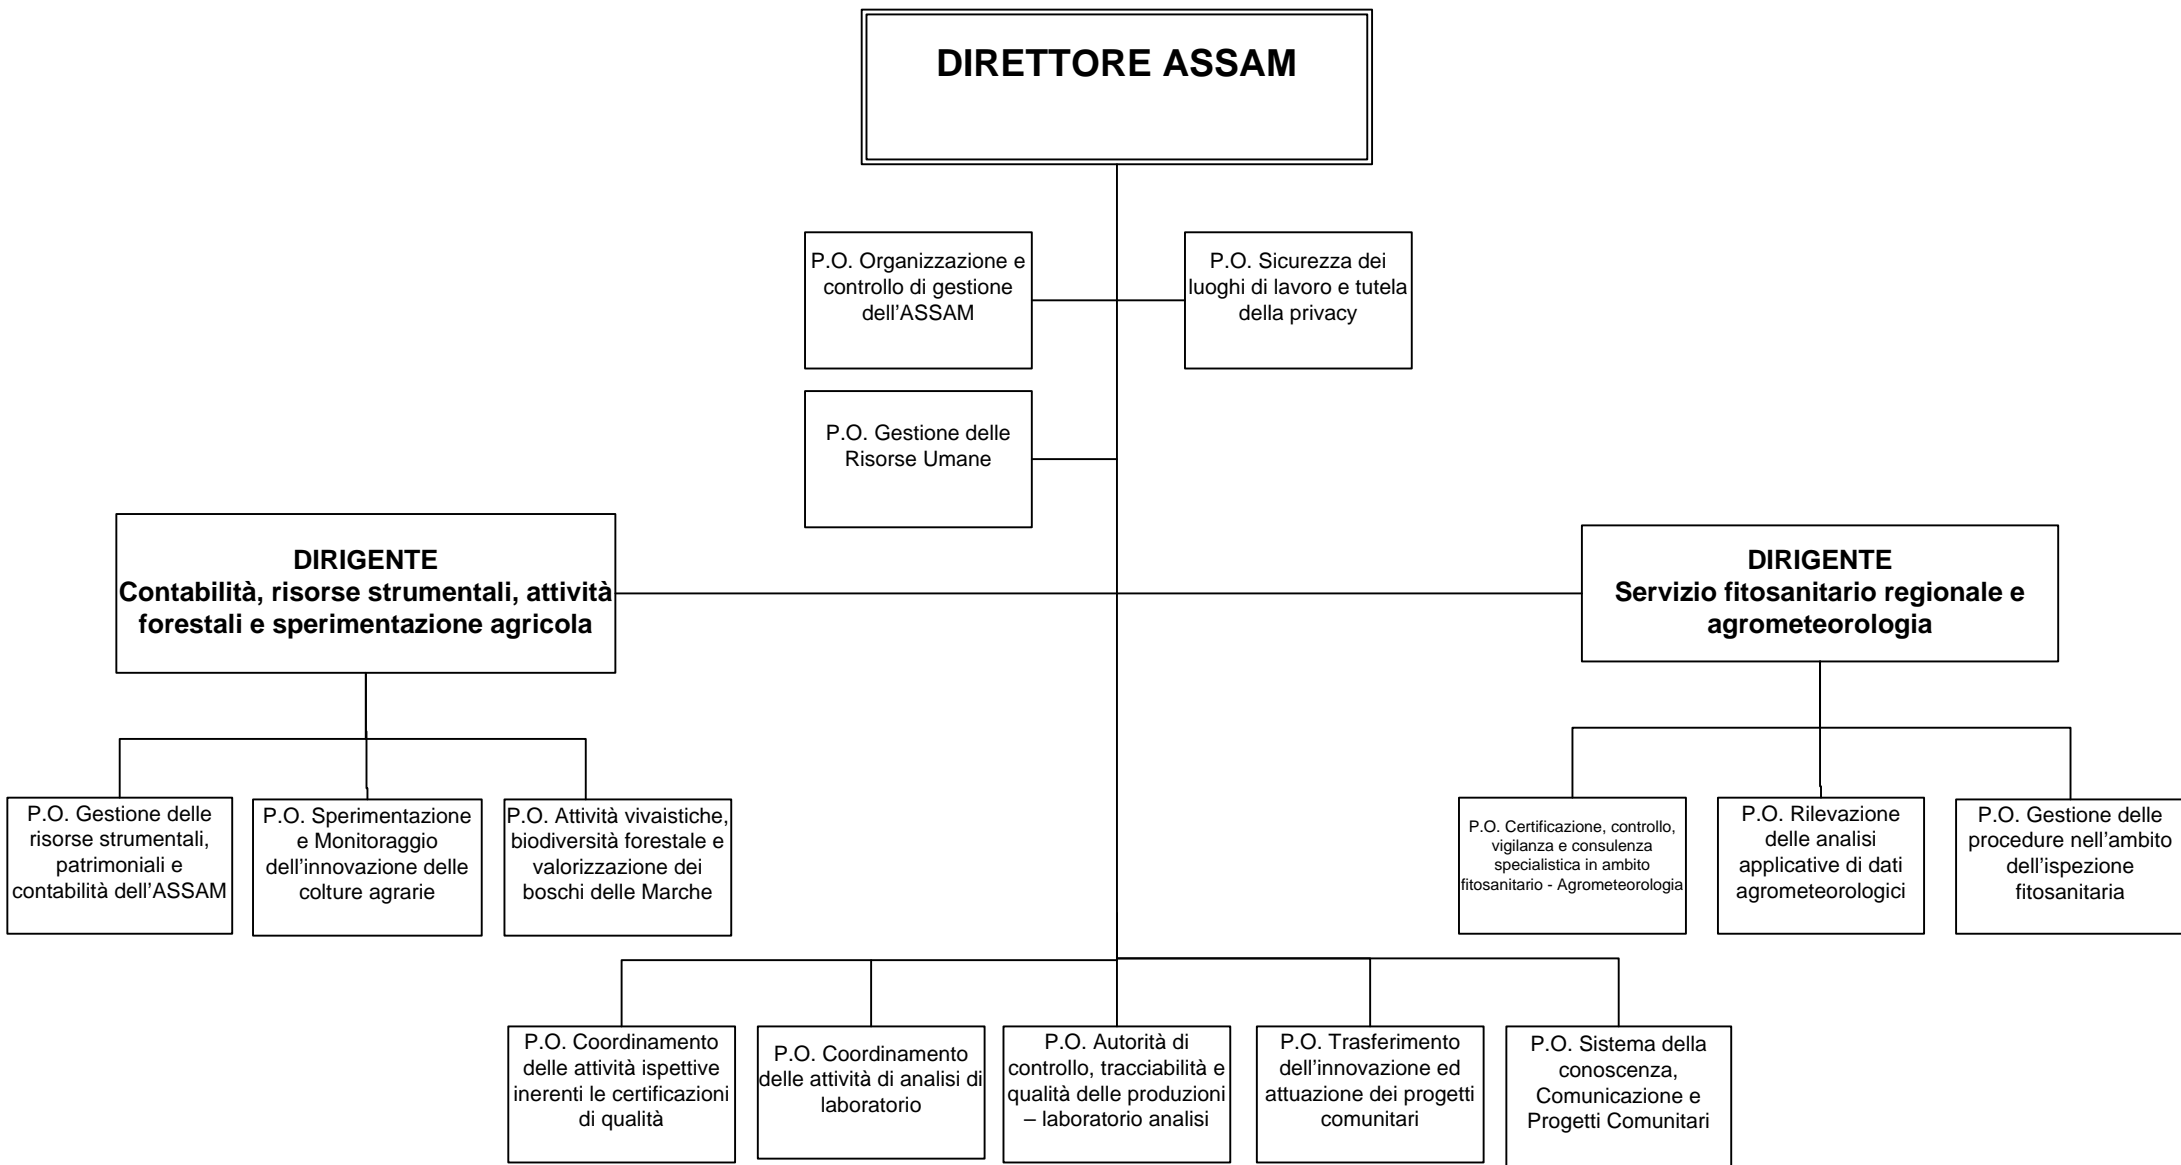 DIRETTORE ASSAM
P.O. Organizzazione e
controllo di gestione
dell’ASSAM
P.O. Sicurezza dei
luoghi di lavoro e tutela
della privacy
P.O. Gestione delle
Risorse Umane
DIRIGENTE
Contabilità, risorse strumentali, attività
forestali e sperimentazione agricola
DIRIGENTE
Servizio fitosanitario regionale e
agrometeorologia
P.O. Gestione delle
risorse strumentali,
patrimoniali e
contabilità dell’ASSAM
P.O. Sperimentazione
e Monitoraggio
dell’innovazione delle
colture agrarie
P.O. Attività vivaistiche,
biodiversità forestale e
valorizzazione dei
boschi delle Marche
P.O. Certificazione, controllo,
vigilanza e consulenza
specialistica in ambito
fitosanitario - Agrometeorologia
P.O. Rilevazione
delle analisi
applicative di dati
agrometeorologici
P.O. Gestione delle
procedure nell’ambito
dell’ispezione
fitosanitaria
P.O. Coordinamento
delle attività ispettive
inerenti le certificazioni
di qualità
P.O. Coordinamento
delle attività di analisi di
laboratorio
P.O. Autorità di
controllo, tracciabilità e
qualità delle produzioni
– laboratorio analisi
P.O. Trasferimento
dell’innovazione ed
attuazione dei progetti
comunitari
P.O. Sistema della
conoscenza,
Comunicazione e
Progetti Comunitari